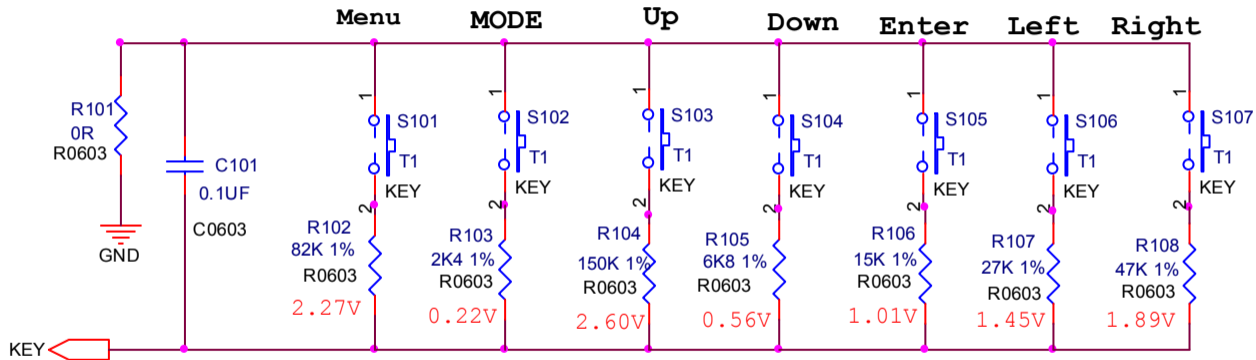 Menu MODE Up Down Enter Left Right
R101
0R
R0603
GND
C101
0.1UF
C0603
1
S101
T1
KEY
2
R102
82K 1%
R0603
2.27V
1
S102
T1
KEY
2
R103
2K4 1%
R0603
0.22V
1
S103
T1
KEY
2
R104
150K 1%
R0603
2.60V
1
S104
T1
KEY
2
R105
6K8 1%
R0603
0.56V
1
S105
T1
KEY
2
R106
15K 1%
R0603
1.01V
1
S106
T1
KEY
2
R107
27K 1%
R0603
1.45V
1
S107
T1
KEY
2
R108
47K 1%
R0603
1.89V
KEY